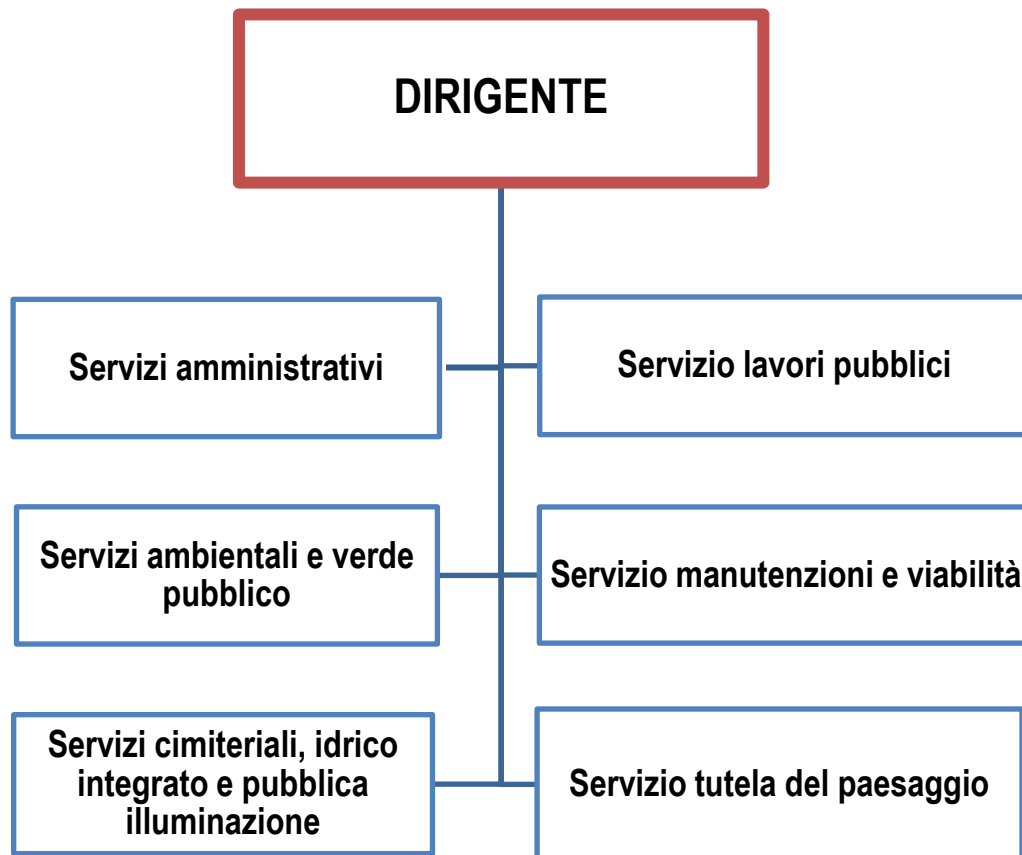 DIRIGENTE
Servizi amministrativi
Servizio lavori pubblici
Servizi ambientali e verde
pubblico
Servizio manutenzioni e viabilità
Servizi cimiteriali, idrico
integrato e pubblica
illuminazione
Servizio tutela del paesaggio